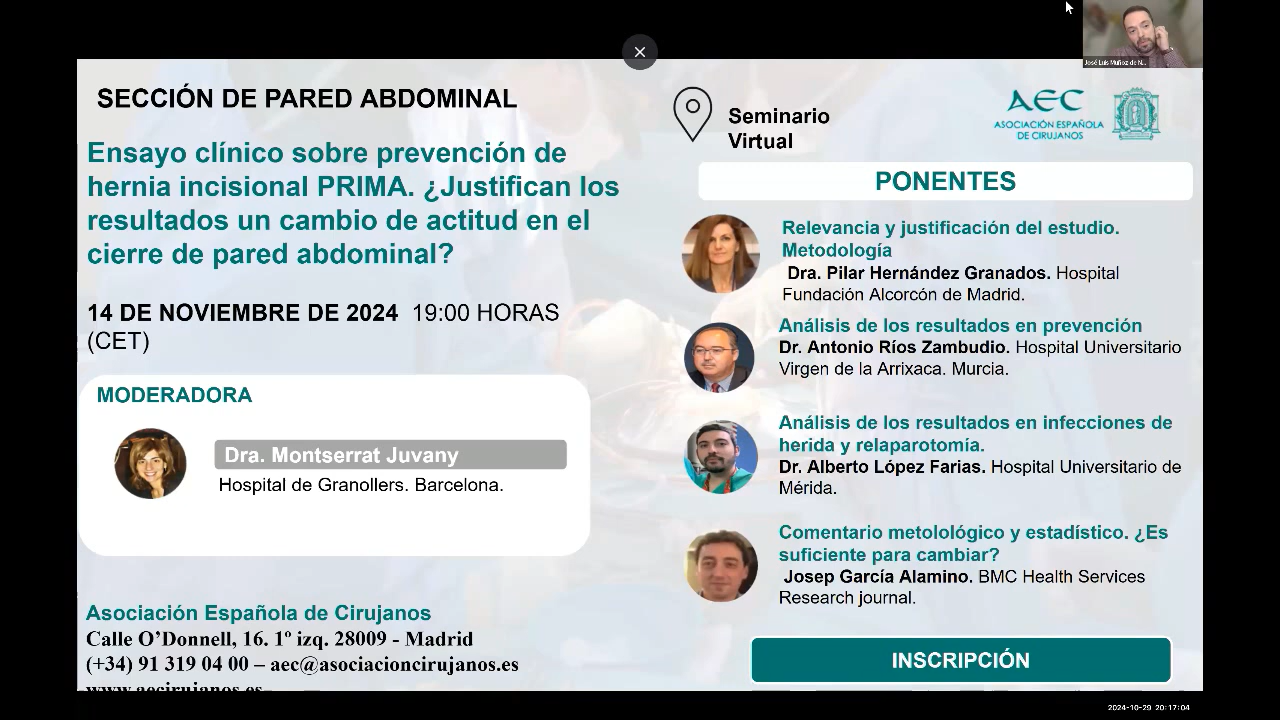 SECCIÓN DE PARED ABDOMINAL
Ensayo clínico sobre prevención de
hernia incisional PRIMA. ¿Justifican los
resultados un cambio de actitud en el
cierre de pared abdominal?
14 DE NOVIEMBRE DE 2024 19:00 HORAS
(CET)
MODERADORA
Dra. Montserrat Juvany
Hospital de Granollers. Barcelona.
Asociación Española de Cirujanos
Calle O’Donnell, 16. 1º izq. 28009 - Madrid
(+34) 91 319 04 00 – aec@asociacioncirujanos.es
www.aecirujanos.es
Seminario
Virtual
AEC
ASOCIACIÓN ESPAÑOLA
DE CIRUJANOS
PONENTES
Relevancia y justificación del estudio.
Metodología
Dra. Pilar Hernández Granados. Hospital
Fundación Alcorcón de Madrid.
Análisis de los resultados en prevención
Dr. Antonio Ríos Zambudio. Hospital Universitario
Virgen de la Arrixaca. Murcia.
Análisis de los resultados en infecciones de
herida y relaparotomía.
Dr. Alberto López Farias. Hospital Universitario de
Mérida.
Comentario metolológico y estadístico. ¿Es
suficiente para cambiar?
Josep García Alamino. BMC Health Services
Research journal.
INSCRIPCIÓN
José Luis Muñoz de N...
2024-10-29 20:17:04